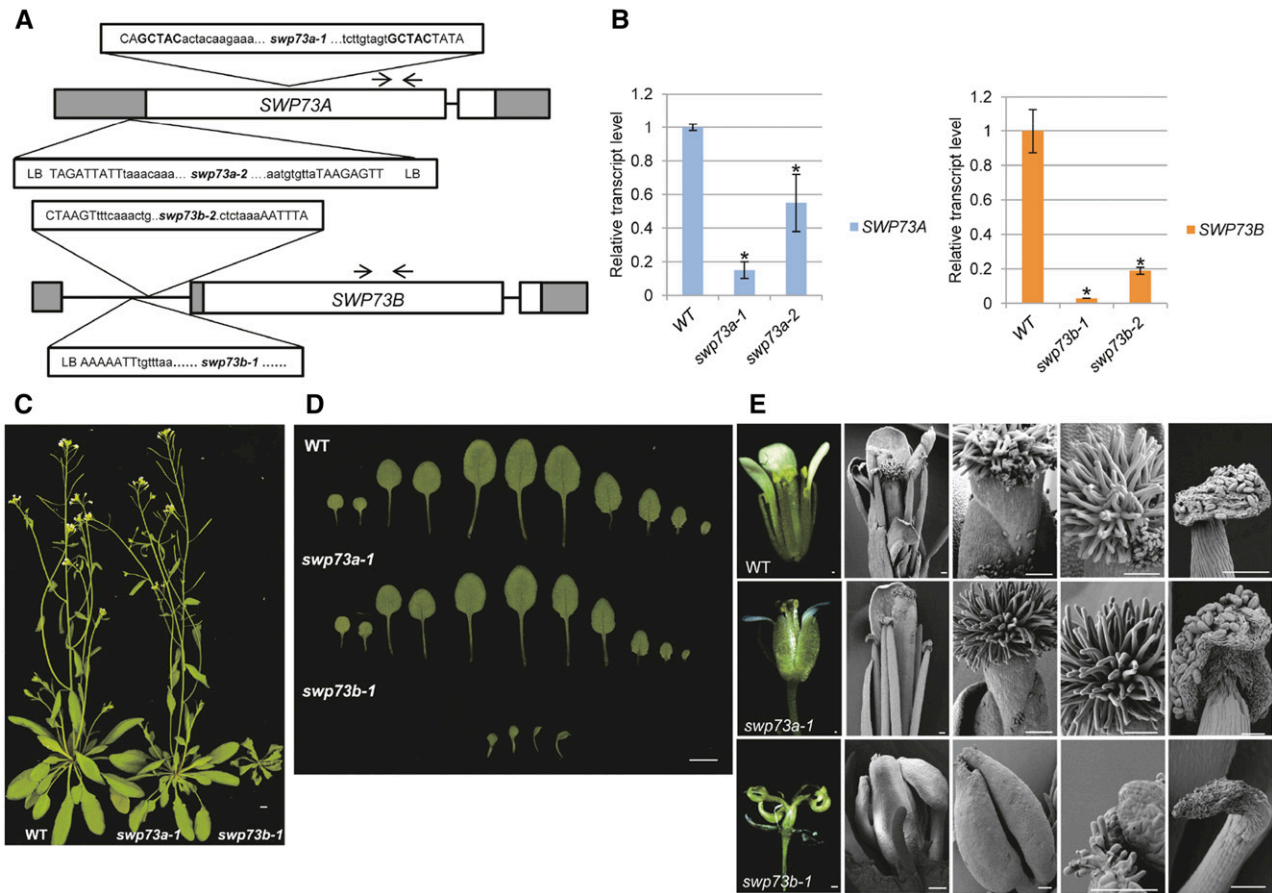 A
CAGCTACactacaagaaa... swp73a-1 ...tcttgtagtGCTACTATA
SWP73A
LB TAGATTATTtaaacaaa... swp73a-2 ....aatgtgttaTAAGAGTT LB
CTAAGTtttcaaactg..swp73b-2.ctctaaaAATTTA
SWP73B
LB AAAAATTtgtttaa...... swp73b-1 ......
B
Relative transcript level
1.2
1
0.8
0.6
0.4
0.2
0
*
*
WT
swp73a-1
swp73a-2
SWP73A
Relative transcript level
1.2
1
0.8
0.6
0.4
0.2
0
*
*
WT
swp73b-1
swp73b-2
SWP73B
C
WT
swp73a-1
swp73b-1
D
WT
swp73a-1
swp73b-1
E
WT
swp73a-1
swp73b-1